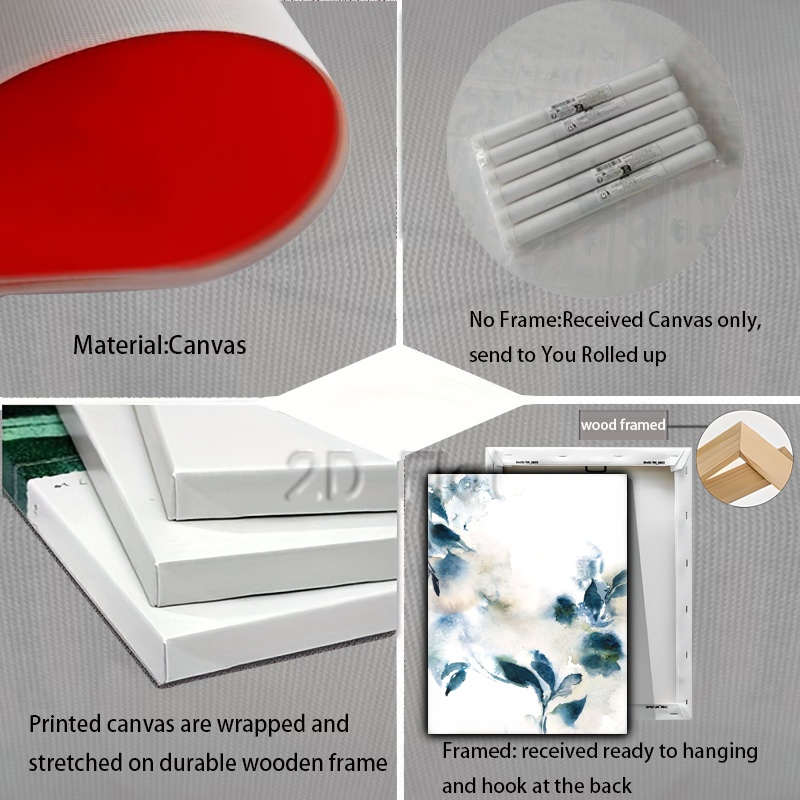 Material:Canvas
No Frame:Received Canvas only,
send to You Rolled up
wood framed
2D
Printed canvas are wrapped and
stretched on durable wooden frame
Framed: received ready to hanging
and hook at the back